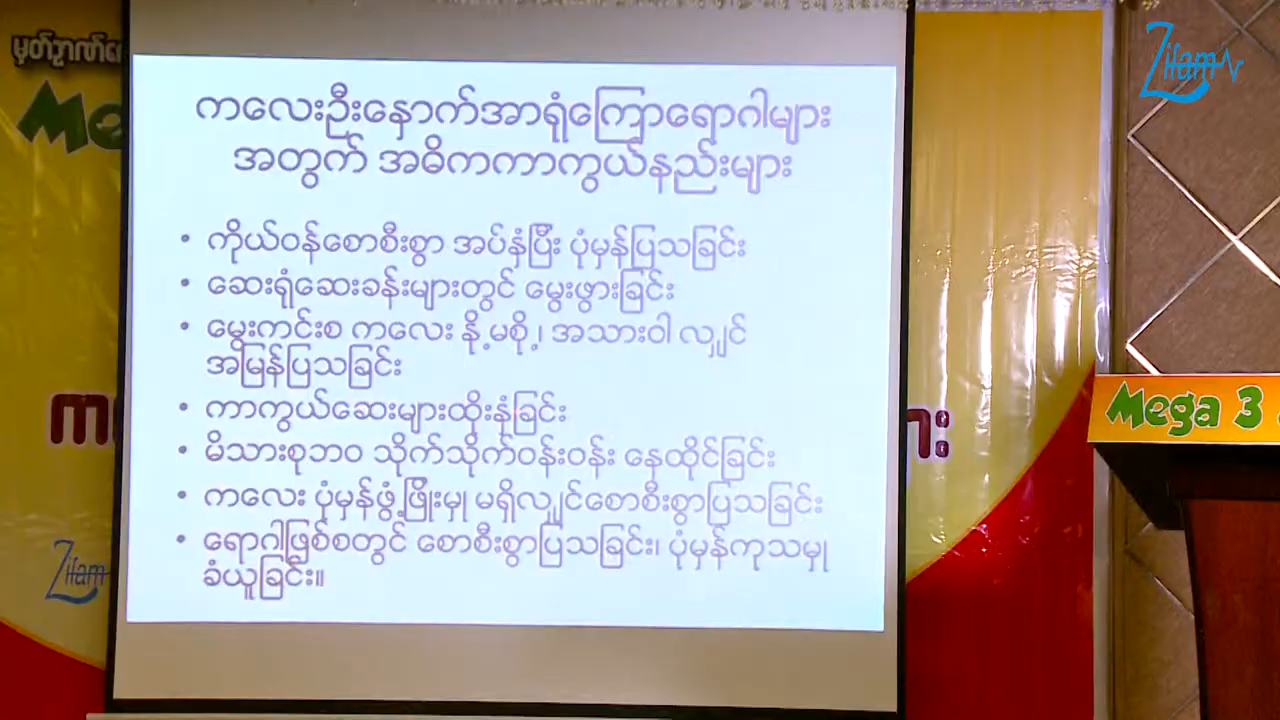 Zifam
မှတ်ဉာဏ်
Me
ကလေးဦးနှောက်အာရုံကြောရောဂါများ
အတွက် အဓိကကာကွယ်နည်းများ
• ကိုယ်ဝန်စောစီးစွာ အပ်နှံပြီး ပုံမှန်ပြသခြင်း
• ဆေးရုံဆေးခန်းများတွင် မွေးဖွားခြင်း
• မွေးကင်းစ ကလေး နို့မစို့၊ အသားဝါ လျှင်
အမြန်ပြသခြင်း
• ကာကွယ်ဆေးများထိုးနှံခြင်း
• မိသားစုဘဝ သိုက်သိုက်ဝန်းဝန်း နေထိုင်ခြင်း
• ကလေး ပုံမှန်ဖွံ့ဖြိုးမှု မရှိလျှင်စောစီးစွာပြသခြင်း
• ရောဂါဖြစ်စတွင် စောစီးစွာပြသခြင်း၊ ပုံမှန်ကုသမှု
ခံယူခြင်း။
Mega 3
Zifam